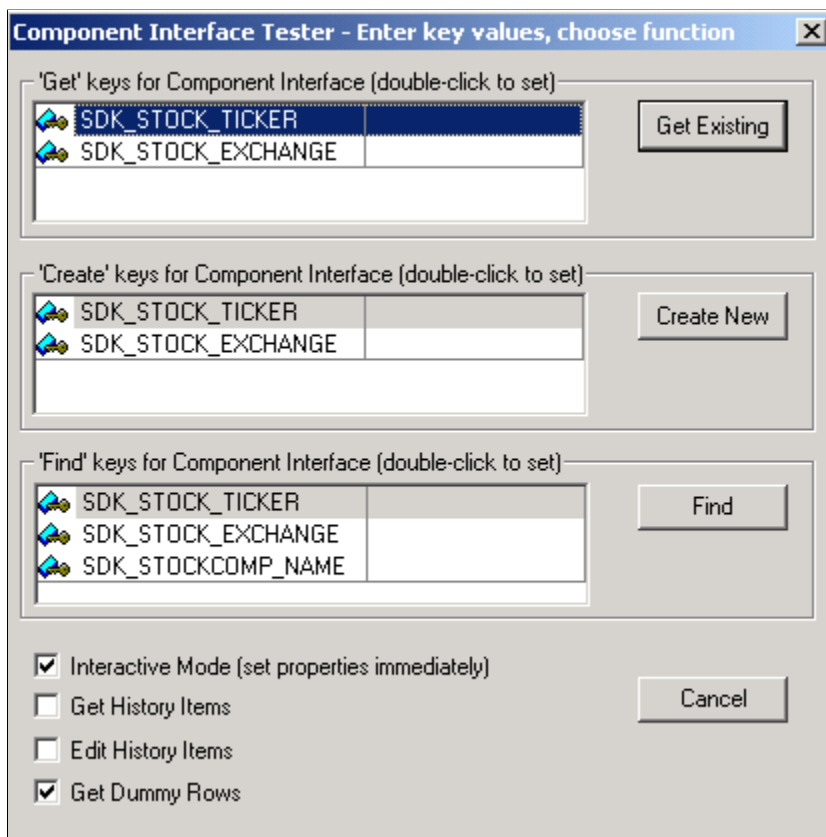 Component Interface Tester - Enter key values, choose function
'Get' keys for Component Interface (double-click to set)
SDK_STOCK_TICKER
Get Existing
SDK_STOCK_EXCHANGE
'Create' keys for Component Interface (double-click to set)
SDK_STOCK_TICKER
Create New
SDK_STOCK_EXCHANGE
'Find' keys for Component Interface (double-click to set)
SDK_STOCK_TICKER
Find
SDK_STOCK_EXCHANGE
SDK_STOCKCOMP_NAME
Interactive Mode (set properties immediately)
Get History Items
Cancel
Edit History Items
Get Dummy Rows